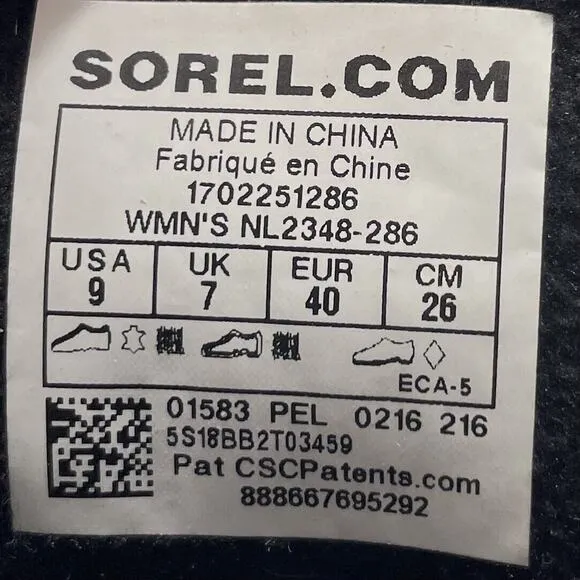 SOREL.COM
MADE IN CHINA
Fabriqué en Chine
1702251286
WMN'S NL2348-286
USA UK EUR CM
9 7 40 26
ECA-5
01583 PEL 0216 216
5S18BB2T03459
Pat CSCPatents.com
888667695292